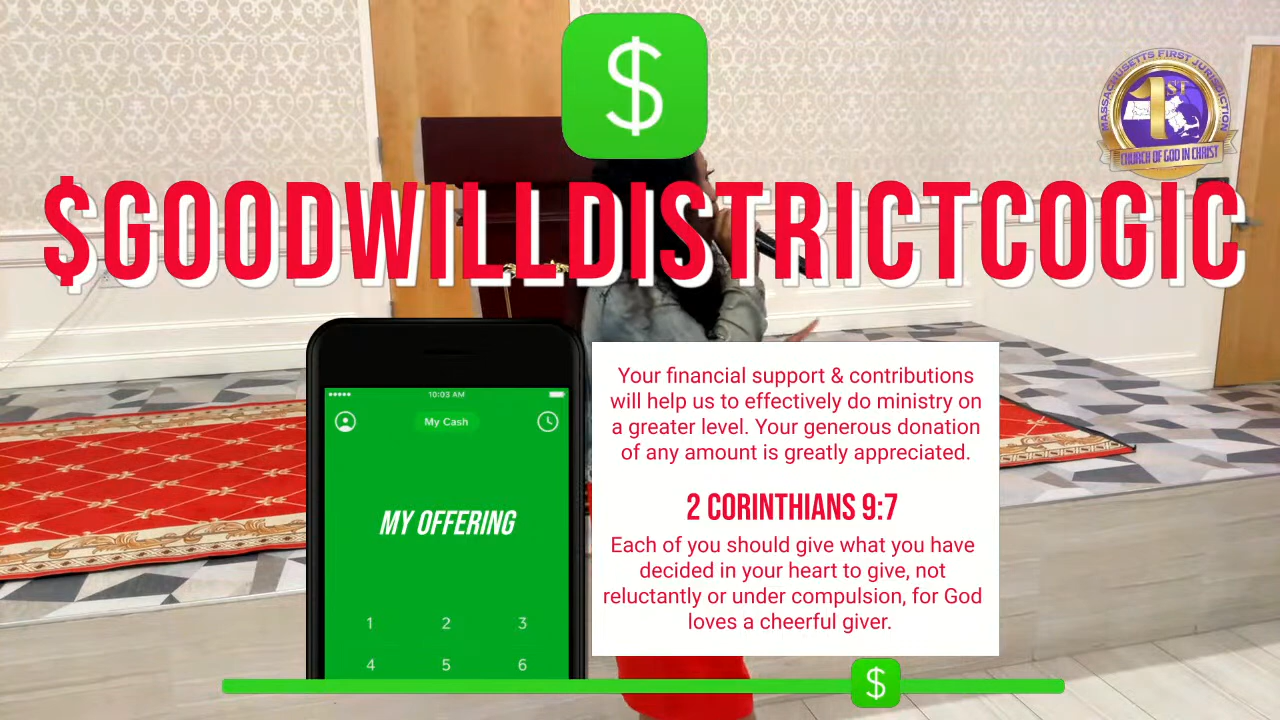 $
MASSACHUSETTS FIRST JURISDICTION
1ST
CHURCH OF GOD IN CHRIST
$GOODWILLDISTRICTCOGIC
10:03 AM
My Cash
MY OFFERING
1 2 3
4 5 6
Your financial support & contributions
will help us to effectively do ministry on
a greater level. Your generous donation
of any amount is greatly appreciated.
2 CORINTHIANS 9:7
Each of you should give what you have
decided in your heart to give, not
reluctantly or under compulsion, for God
loves a cheerful giver.
$